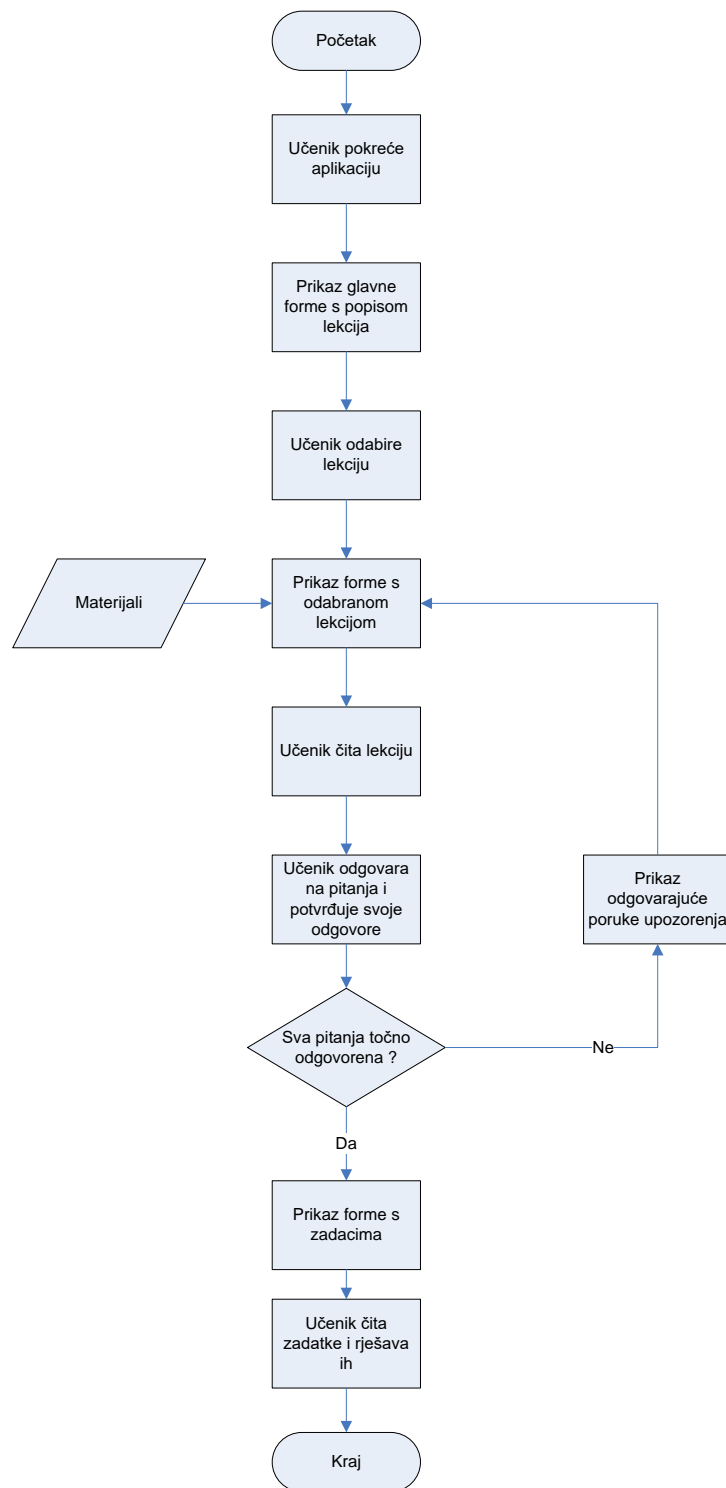 Početak
Učenik pokreće
aplikaciju
Prikaz glavne
forme s popisom
lekcija
Učenik odabire
lekciju
Materijali
Prikaz forme s
odabranom
lekcijom
Učenik čita lekciju
Učenik odgovara
na pitanja i
potvrđuje svoje
odgovore
Prikaz
odgovarajuće
poruke upozorenja
Sva pitanja točno
odgovorena ?
Ne
Da
Prikaz forme s
zadacima
Učenik čita
zadatke i rješava
ih
Kraj